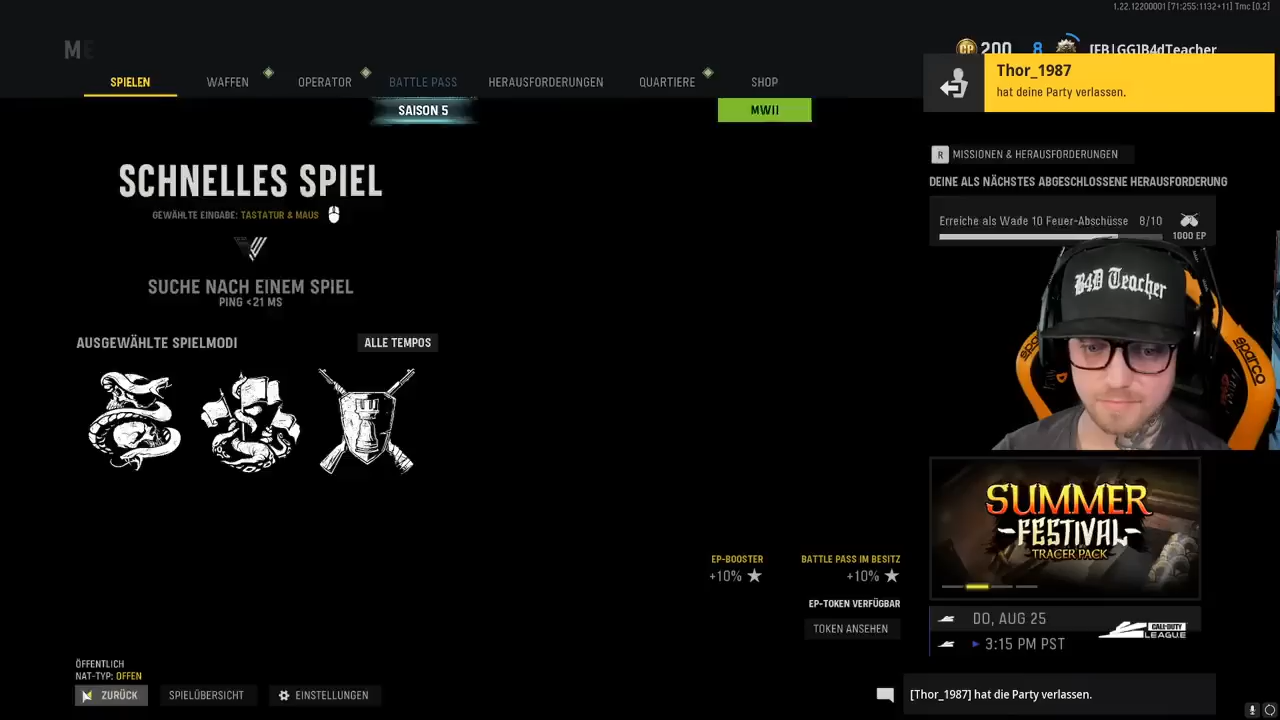 1.22.12200001 [71:255:1132+11] Tmc [0.2]
ME
200
8
[FB|GG]B4dTeacher
Thor_1987
hat deine Party verlassen.
SPIELEN
WAFFEN
OPERATOR
BATTLE PASS
HERAUSFORDERUNGEN
QUARTIERE
SHOP
SAISON 5
MWII
R MISSIONEN & HERAUSFORDERUNGEN
DEINE ALS NÄCHSTES ABGESCHLOSSENE HERAUSFORDERUNG
Erreiche als Wade 10 Feuer-Abschüsse 8/10
1000 EP
SCHNELLES SPIEL
GEWÄHLTE EINGABE: TASTATUR & MAUS
SUCHE NACH EINEM SPIEL
PING <21 MS
AUSGEWÄHLTE SPIELMODI
ALLE TEMPOS
B4D Teacher
sparco
sparco
SUMMER
-FESTIVAL-
TRACER PACK
EP-BOOSTER
+10%
BATTLE PASS IM BESITZ
+10%
EP-TOKEN VERFÜGBAR
TOKEN ANSEHEN
DO, AUG 25
3:15 PM PST
CALL OF DUTY
LEAGUE
ÖFFENTLICH
NAT-TYP: OFFEN
ZURÜCK
SPIELÜBERSICHT
EINSTELLUNGEN
[Thor_1987] hat die Party verlassen.